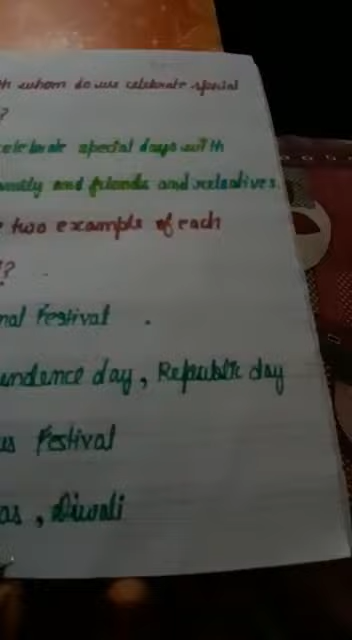 th whom do we celebrate special
?
celebrate special days with
family and friends and relatives.
two example of each
l?
nal Festival .
endence day, Republic day
us Festival
as, Diwali